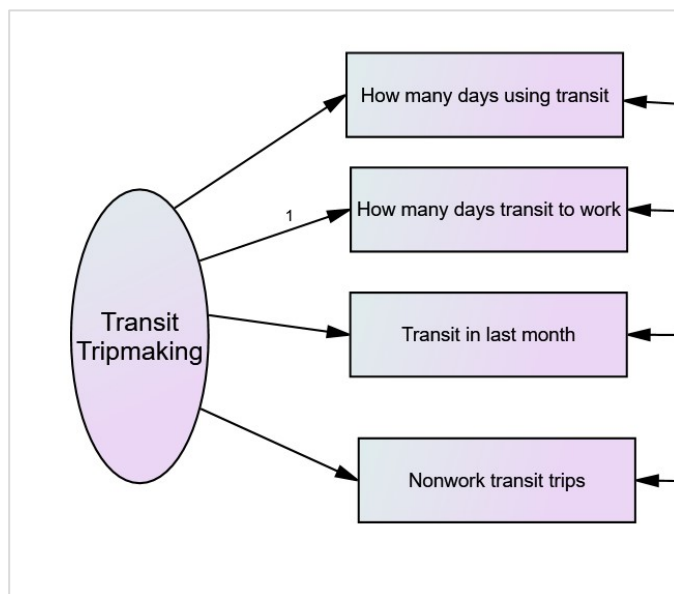 How many days using transit
1
How many days transit to work
Transit
Tripmaking
Transit in last month
Nonwork transit trips